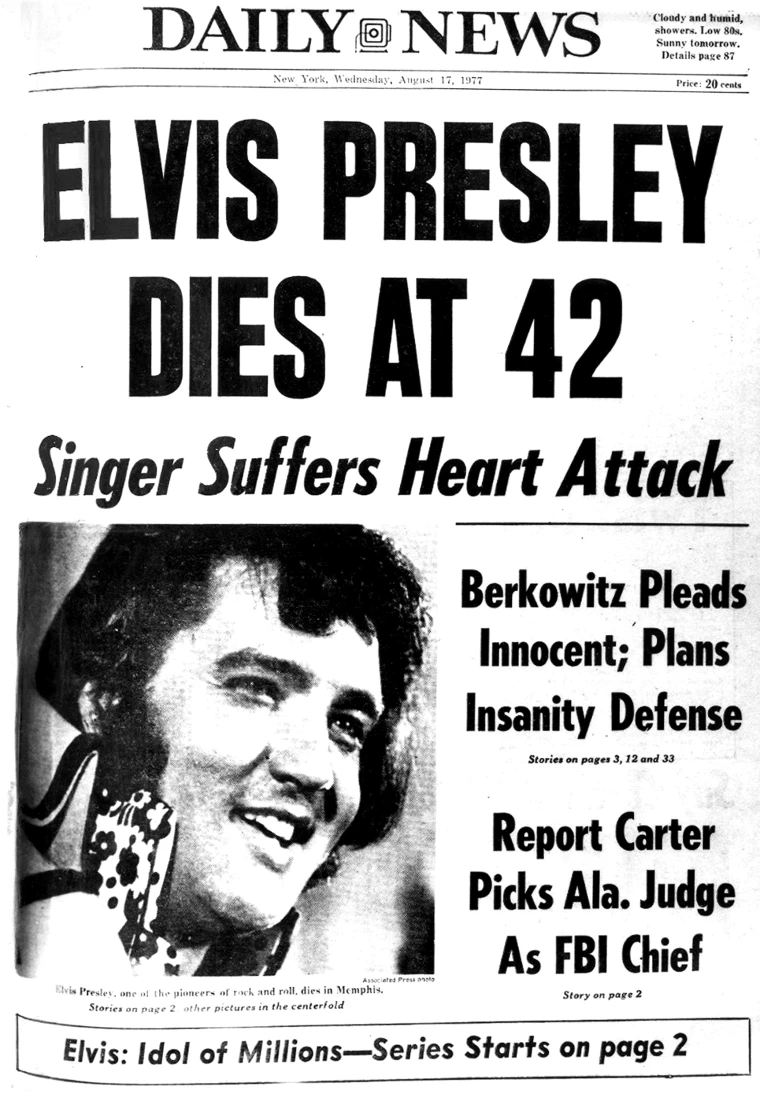 DAILY NEWS
Cloudy and humid,
showers. Low 80s.
Sunny tomorrow.
Details page 87
New York, Wednesday, August 17, 1977
Price: 20 cents
ELVIS PRESLEY
DIES AT 42
Singer Suffers Heart Attack
Berkowitz Pleads
Innocent; Plans
Insanity Defense
Stories on pages 3, 12 and 33
Report Carter
Picks Ala. Judge
As FBI Chief
Story on page 2
Associated Press photo
Elvis Presley, one of the pioneers of rock and roll, dies in Memphis.
Stories on page 2 other pictures in the centerfold
Elvis: Idol of Millions—Series Starts on page 2